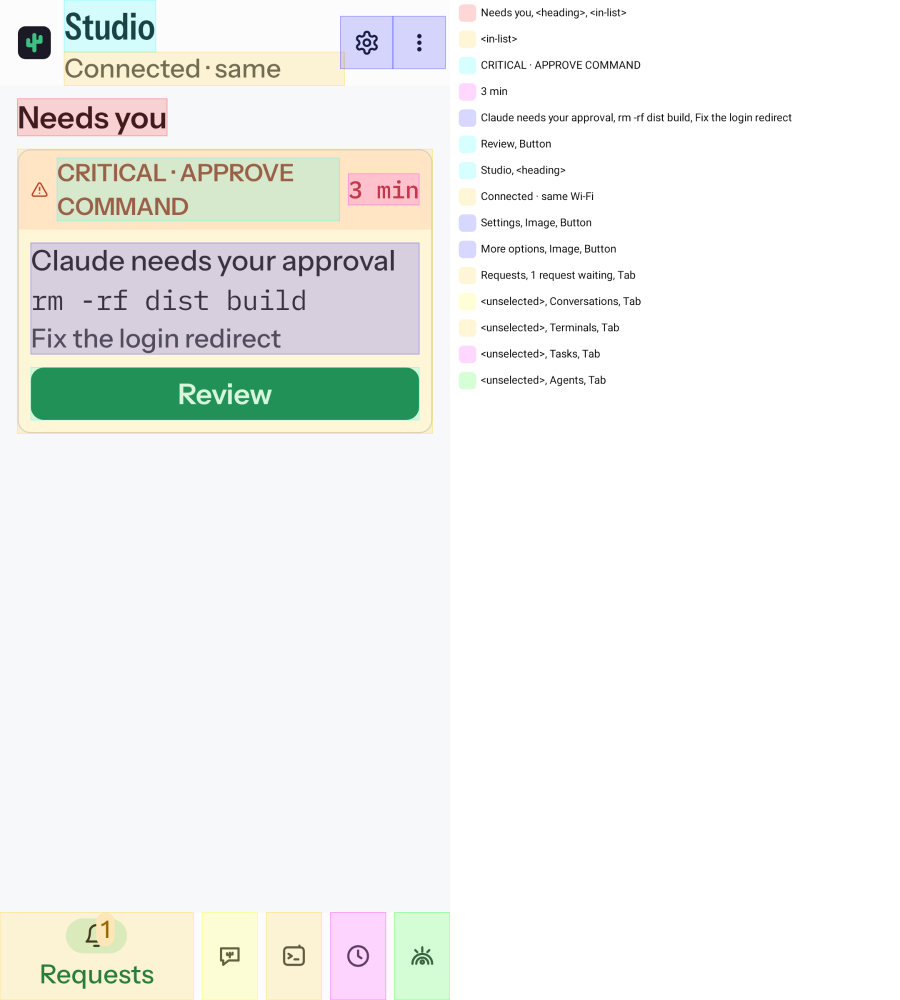 Studio
Connected · same
Needs you
CRITICAL · APPROVE
COMMAND
3 min
Claude needs your approval
rm -rf dist build
Fix the login redirect
Review
1
Requests
Needs you, <heading>, <in-list>
<in-list>
CRITICAL · APPROVE COMMAND
3 min
Claude needs your approval, rm -rf dist build, Fix the login redirect
Review, Button
Studio, <heading>
Connected · same Wi-Fi
Settings, Image, Button
More options, Image, Button
Requests, 1 request waiting, Tab
<unselected>, Conversations, Tab
<unselected>, Terminals, Tab
<unselected>, Tasks, Tab
<unselected>, Agents, Tab